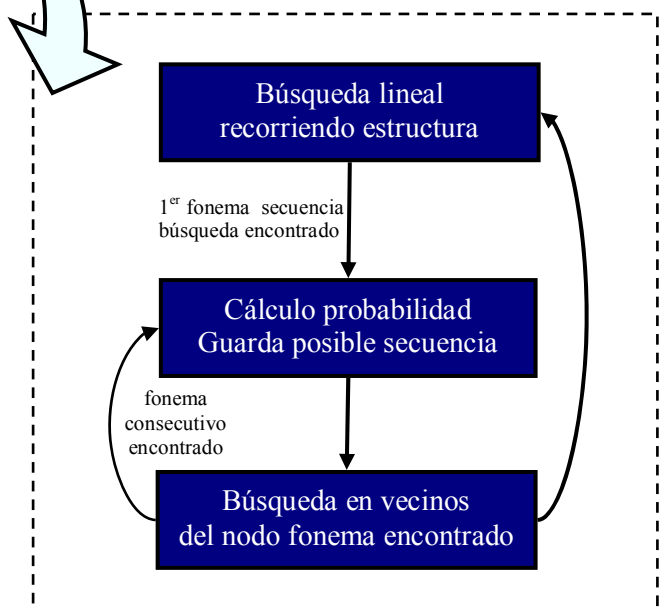 Búsqueda lineal
recorriendo estructura
1er fonema secuencia
búsqueda encontrado
Cálculo probabilidad
Guarda posible secuencia
fonema
consecutivo
encontrado
Búsqueda en vecinos
del nodo fonema encontrado